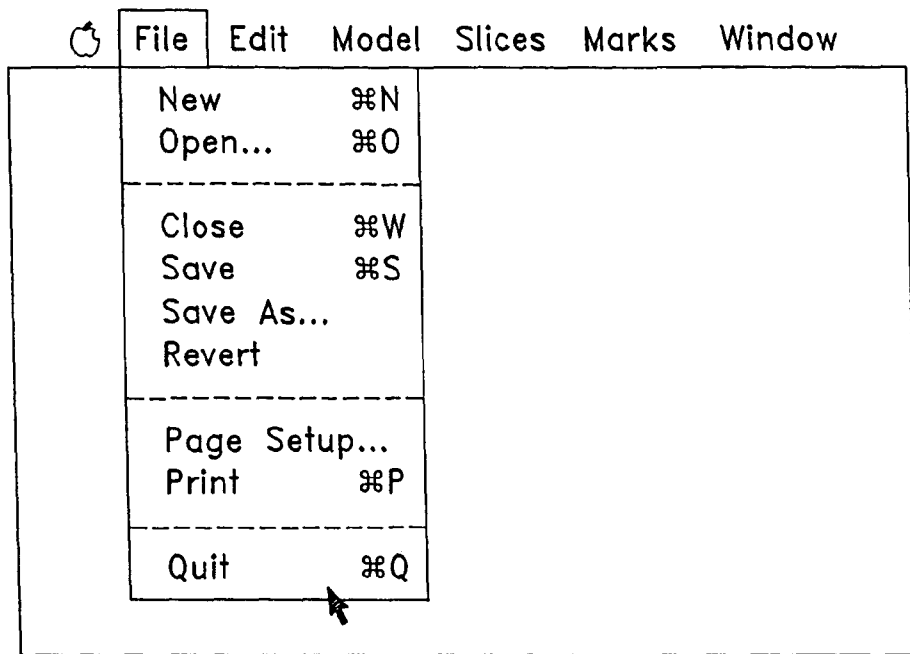 File Edit Model Slices Marks Window
New ⌘N
Open... ⌘O
Close ⌘W
Save ⌘S
Save As...
Revert
Page Setup...
Print ⌘P
Quit ⌘Q